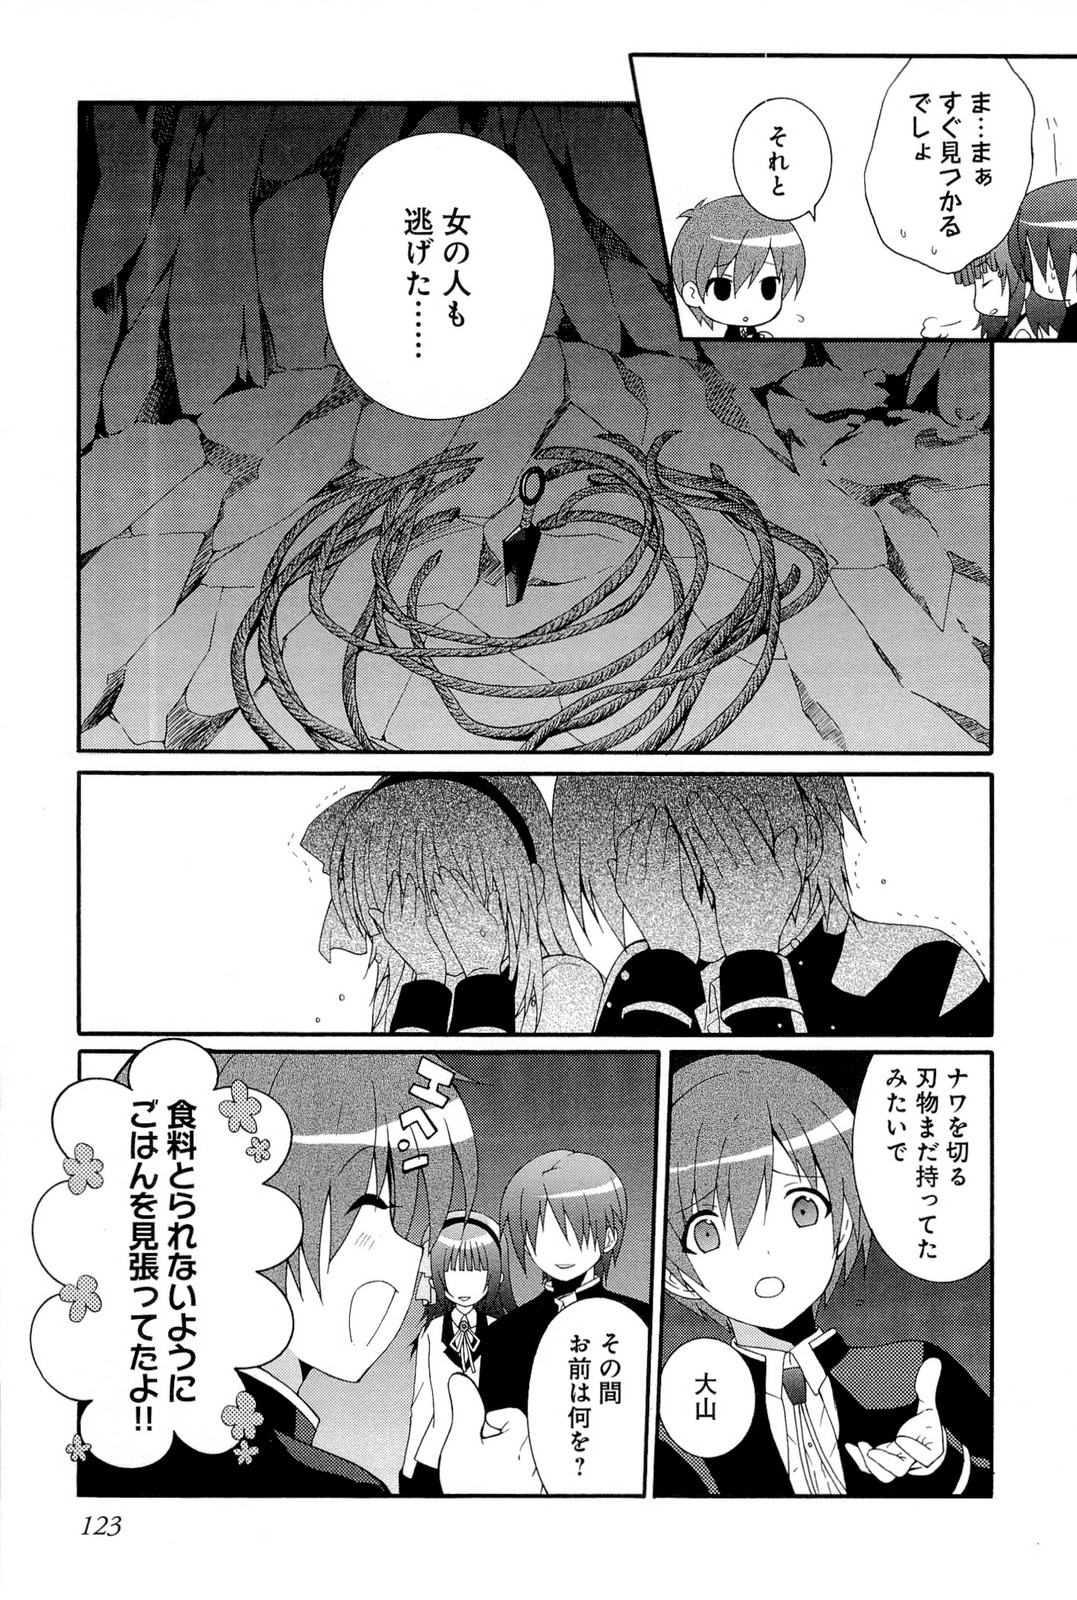 ま…まぁ
すぐ見つかる
でしょ
それと
女の人も
逃げた……
ナワを切る
刃物まだ持ってた
みたいで
大山
その間
お前は何を?
エヘ?
食料とられないように
ごはんを見張ってたよ!!
123